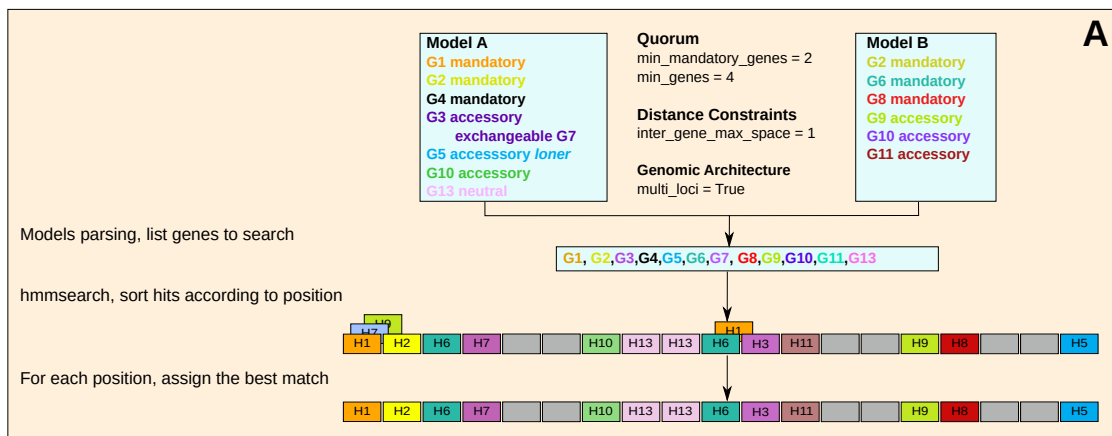 A
Model A
G1 mandatory
G2 mandatory
G4 mandatory
G3 accessory
exchangeable G7
G5 accesssory loner
G10 accessory
G13 neutral
Quorum
min_mandatory_genes = 2
min_genes = 4
Distance Constraints
inter_gene_max_space = 1
Genomic Architecture
multi_loci = True
Model B
G2 mandatory
G6 mandatory
G8 mandatory
G9 accessory
G10 accessory
G11 accessory
Models parsing, list genes to search
G1, G2,G3,G4,G5,G6,G7, G8,G9,G10,G11,G13
hmmsearch, sort hits according to position
H9
H7 H1
H1 H2 H6 H7 H10 H13 H13 H6 H3 H11 H9 H8 H5
For each position, assign the best match
H1 H2 H6 H7 H10 H13 H13 H6 H3 H11 H9 H8 H5